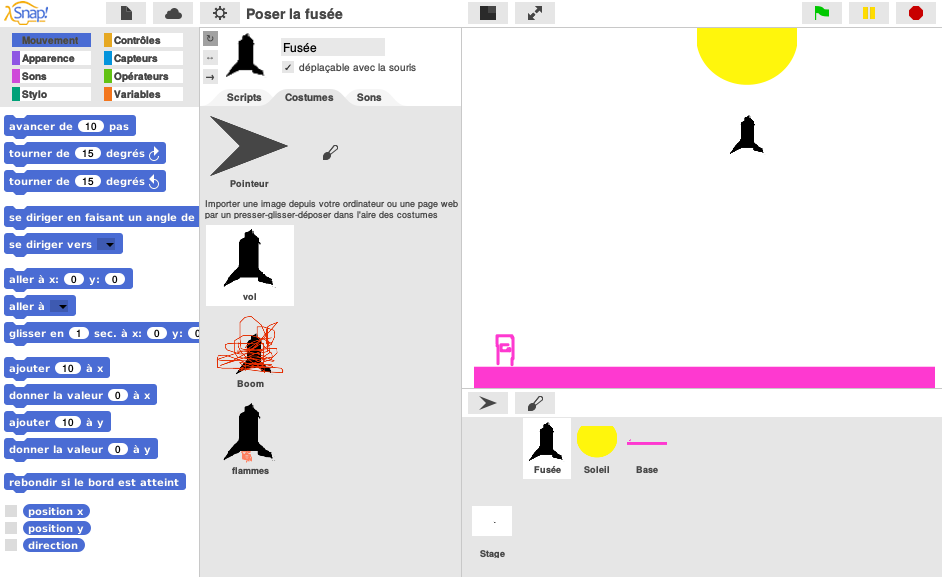 Snap!
Poser la fusée
Mouvement
Contrôles
Apparence
Capteurs
Sons
Opérateurs
Stylo
Variables
avancer de 10 pas
tourner de 15 degrés
tourner de 15 degrés
se diriger en faisant un angle de
se diriger vers
aller à x: 0 y: 0
aller à
glisser en 1 sec. à x: 0 y: 0
ajouter 10 à x
donner la valeur 0 à x
ajouter 10 à y
donner la valeur 0 à y
rebondir si le bord est atteint
position x
position y
direction
Fusée
déplaçable avec la souris
Scripts
Costumes
Sons
Pointeur
Importer une image depuis votre ordinateur ou une page web
par un presser-glisser-déposer dans l'aire des costumes
vol
Boom
flammes
Fusée
Soleil
Base
Stage